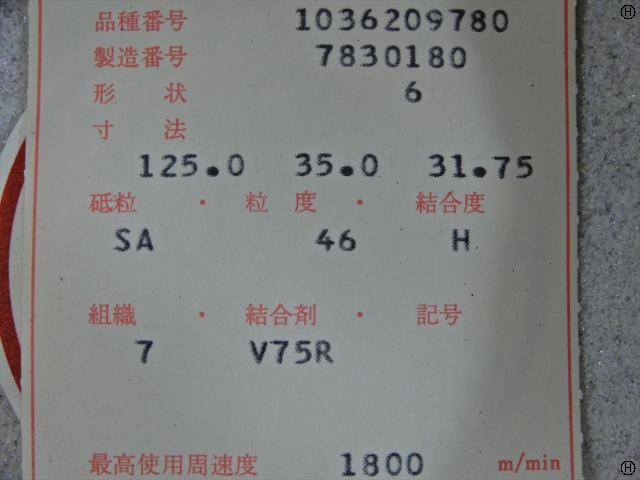 品種番号 1036209780
製造番号 7830180
形 状 6
寸 法
125.0 35.0 31.75
砥粒 ・ 粒 度 ・ 結合度
SA 46 H
組織 ・ 結合剤 ・ 記号
7 V75R
最高使用周速度 1800 m/min
H
H
H